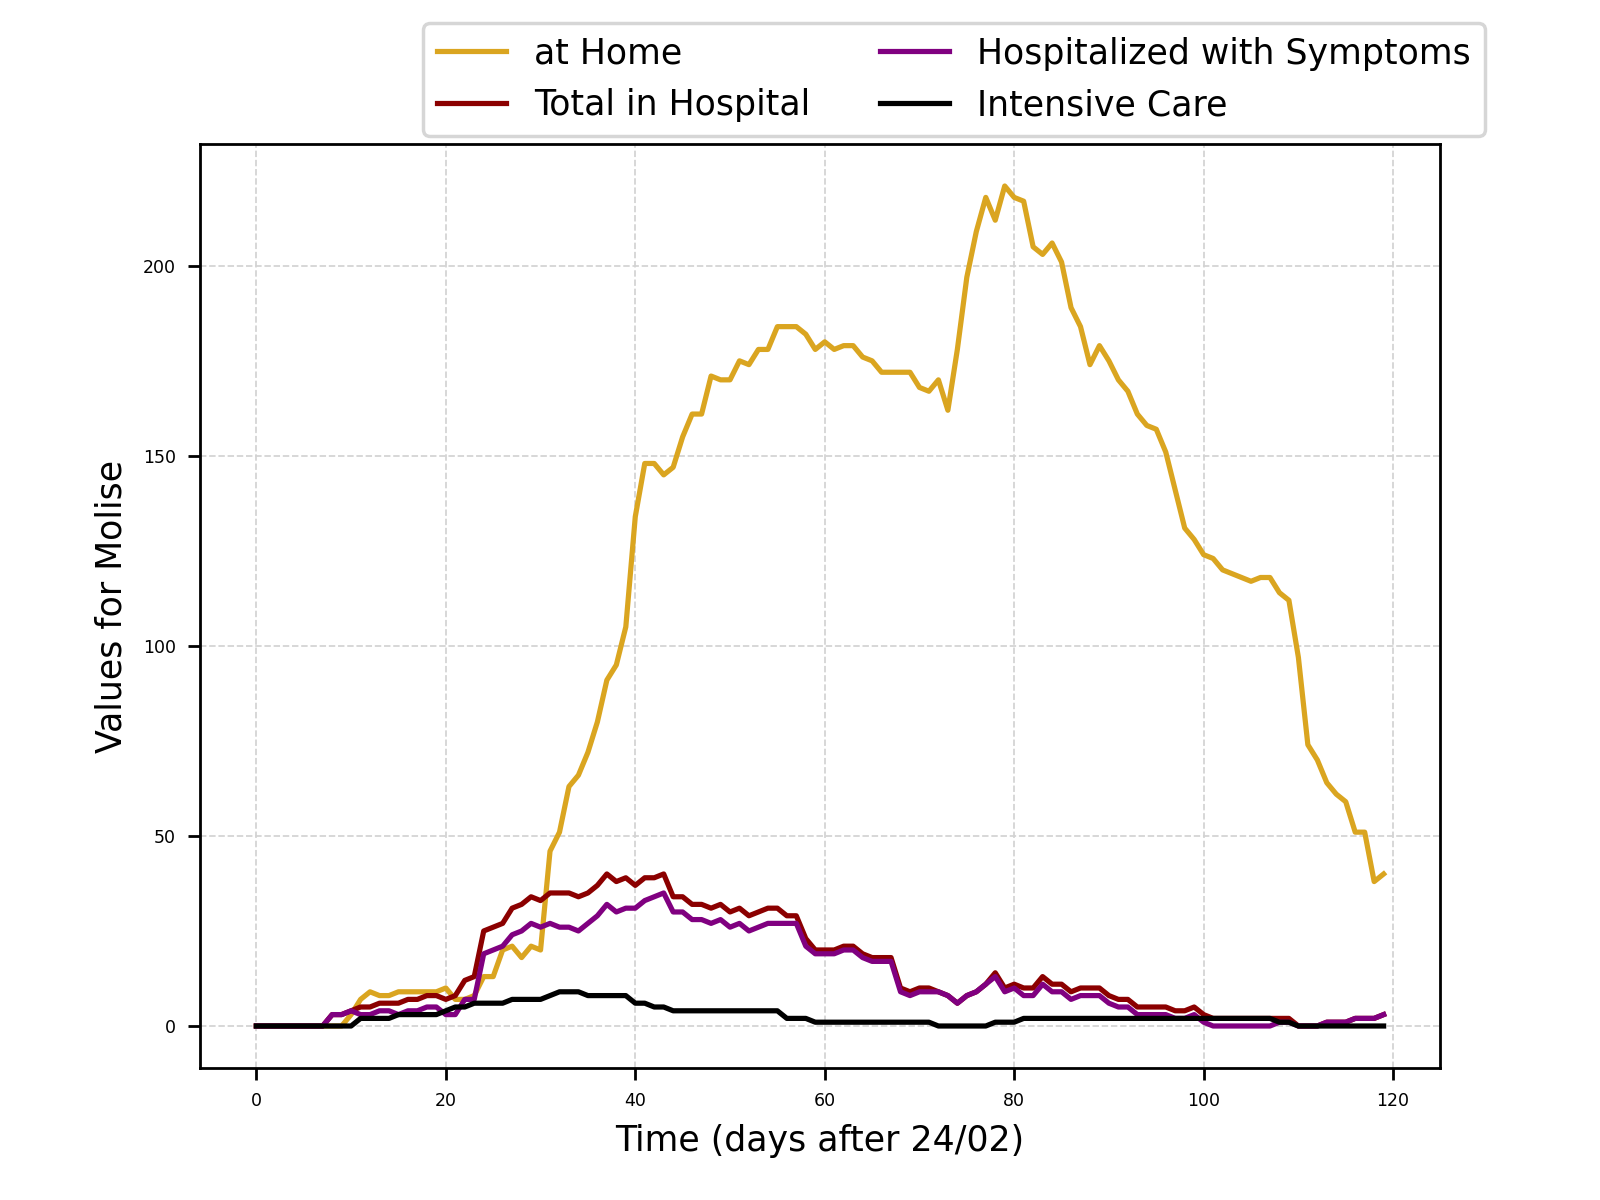 at Home
Total in Hospital
Hospitalized with Symptoms
Intensive Care
Values for Molise
200
150
100
50
0
0 20 40 60 80 100 120
Time (days after 24/02)